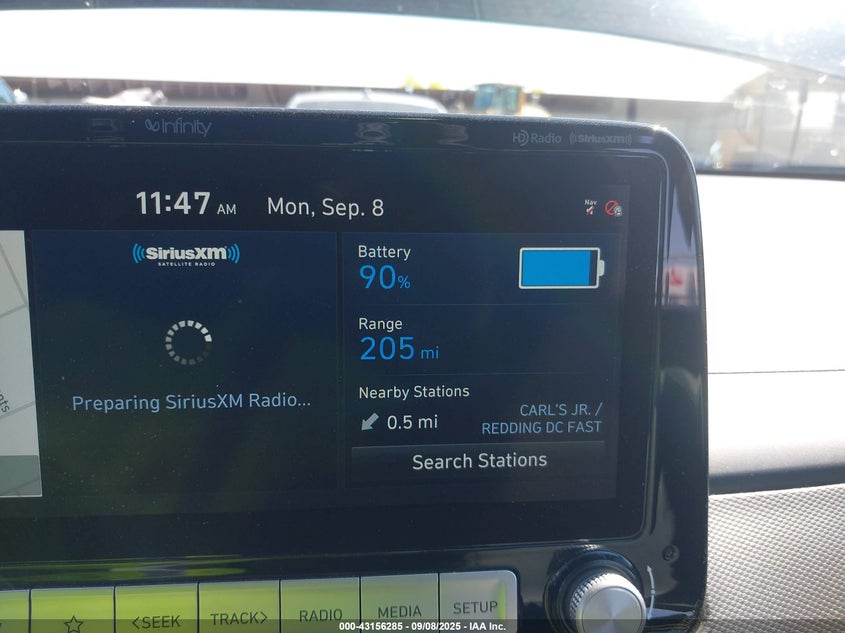 Infinity
HD Radio ((SiriusXM))
11:47 AM Mon, Sep. 8
Nav
((SiriusXM))
SATELLITE RADIO
Preparing SiriusXM Radio...
Battery
90%
Range
205 mi
Nearby Stations
0.5 mi
CARL'S JR. /
REDDING DC FAST
Search Stations
<SEEK TRACK> RADIO MEDIA SETUP
000-43156285 - 09/08/2025 - IAA Inc.